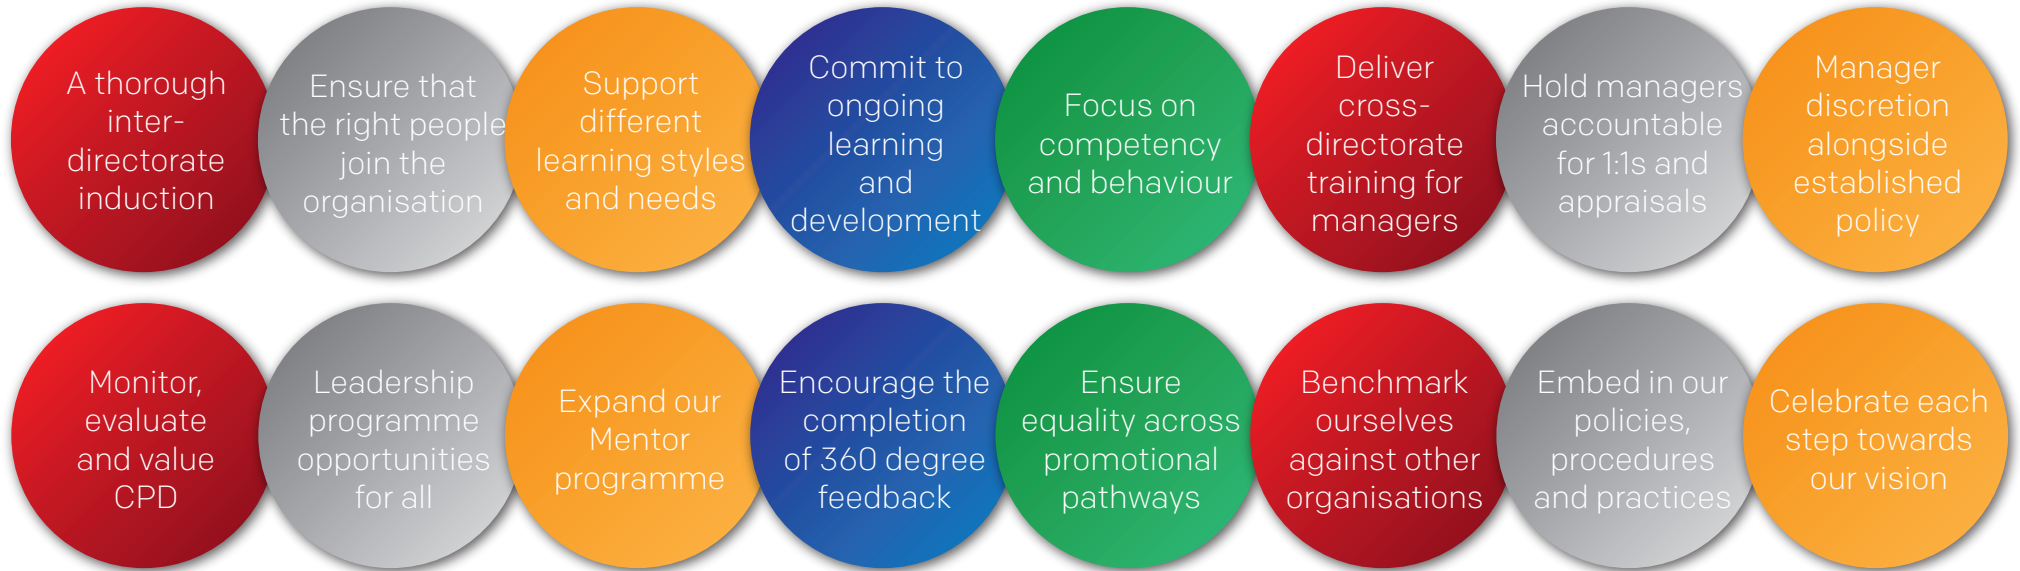 A thorough
inter-
directorate
induction
Ensure that
the right people
join the
organisation
Support
different
learning styles
and needs
Commit to
ongoing
learning
and
development
Focus on
competency
and behaviour
Deliver
cross-
directorate
training for
managers
Hold managers
accountable
for 1:1s and
appraisals
Manager
discretion
alongside
established
policy
Monitor,
evaluate
and value
CPD
Leadership
programme
opportunities
for all
Expand our
Mentor
programme
Encourage the
completion
of 360 degree
feedback
Ensure
equality across
promotional
pathways
Benchmark
ourselves
against other
organisations
Embed in our
policies,
procedures
and practices
Celebrate each
step towards
our vision